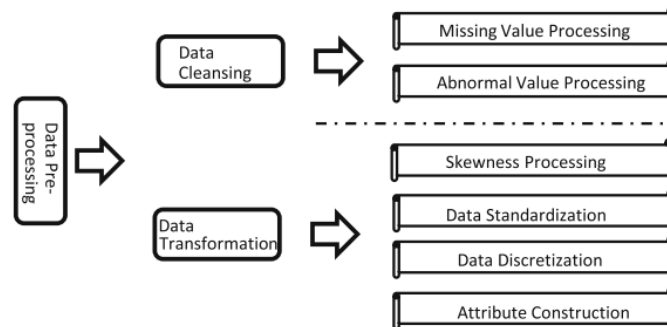 Data Pre-
processing
Data
Cleansing
Data
Transformation
Missing Value Processing
Abnormal Value Processing
Skewness Processing
Data Standardization
Data Discretization
Attribute Construction